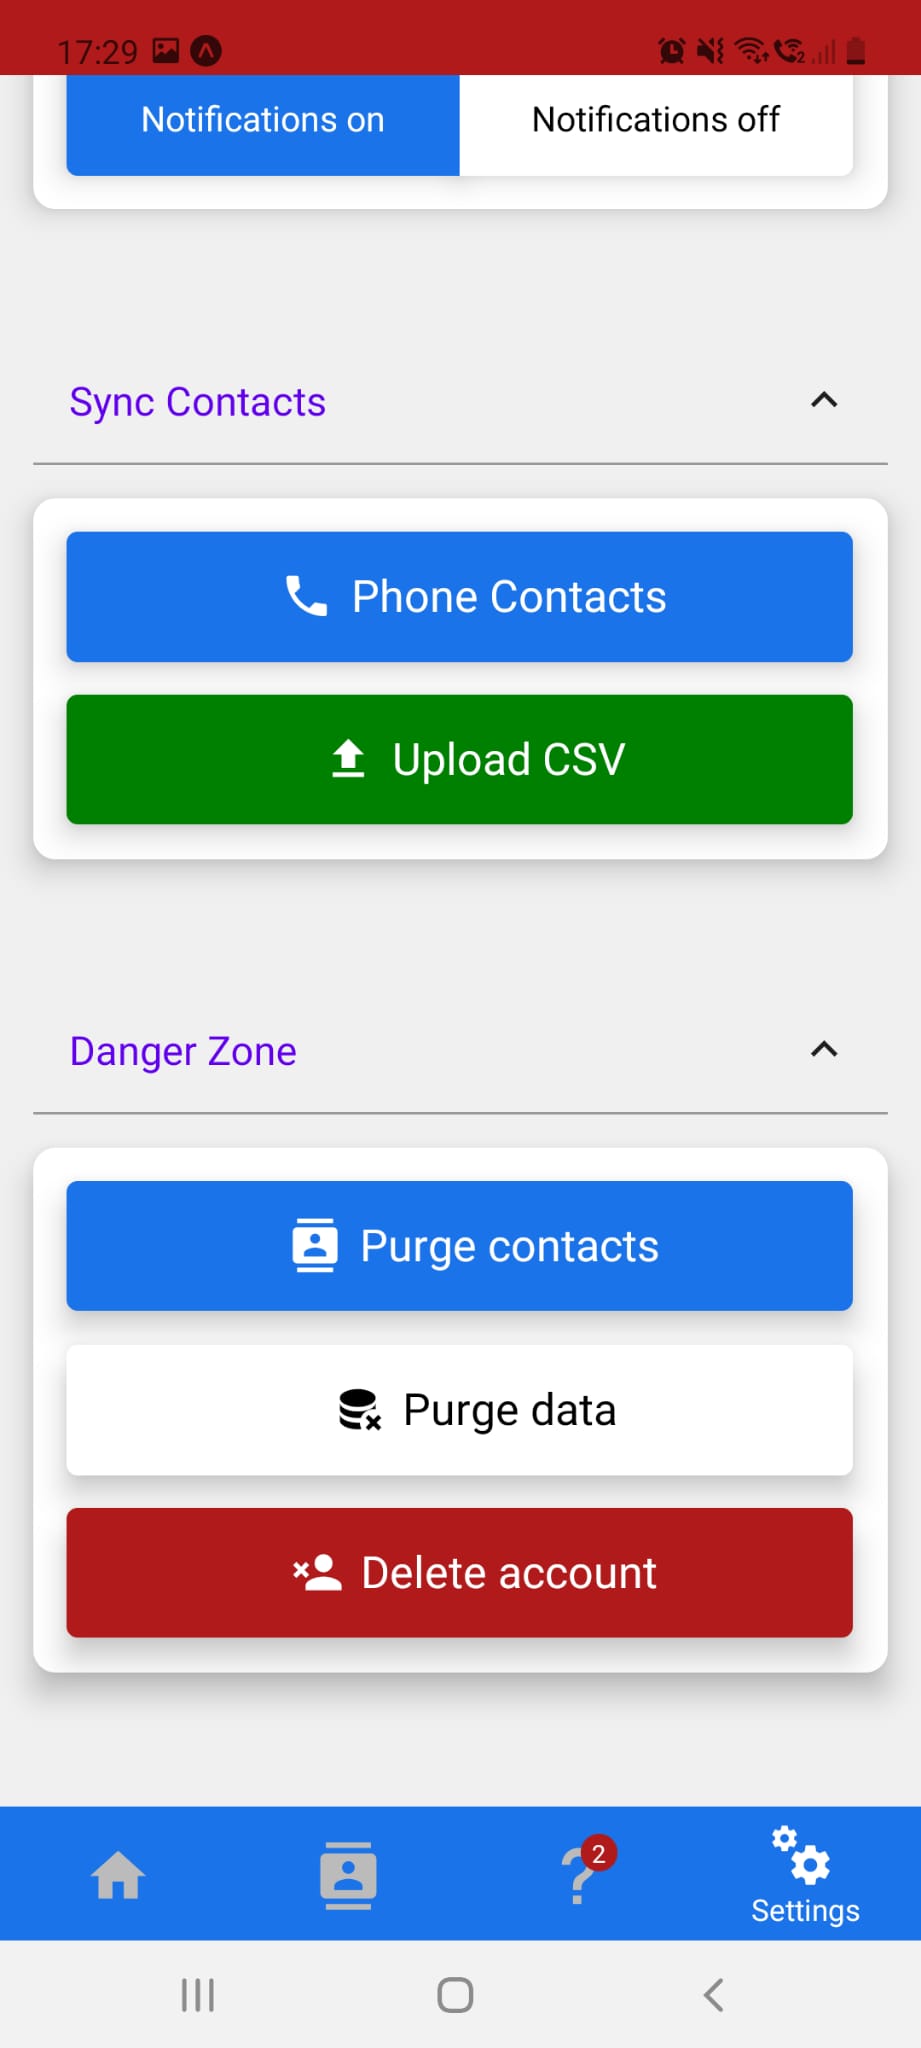 17:29
Notifications on
Notifications off
Sync Contacts
Phone Contacts
Upload CSV
Danger Zone
Purge contacts
Purge data
Delete account
2
Settings